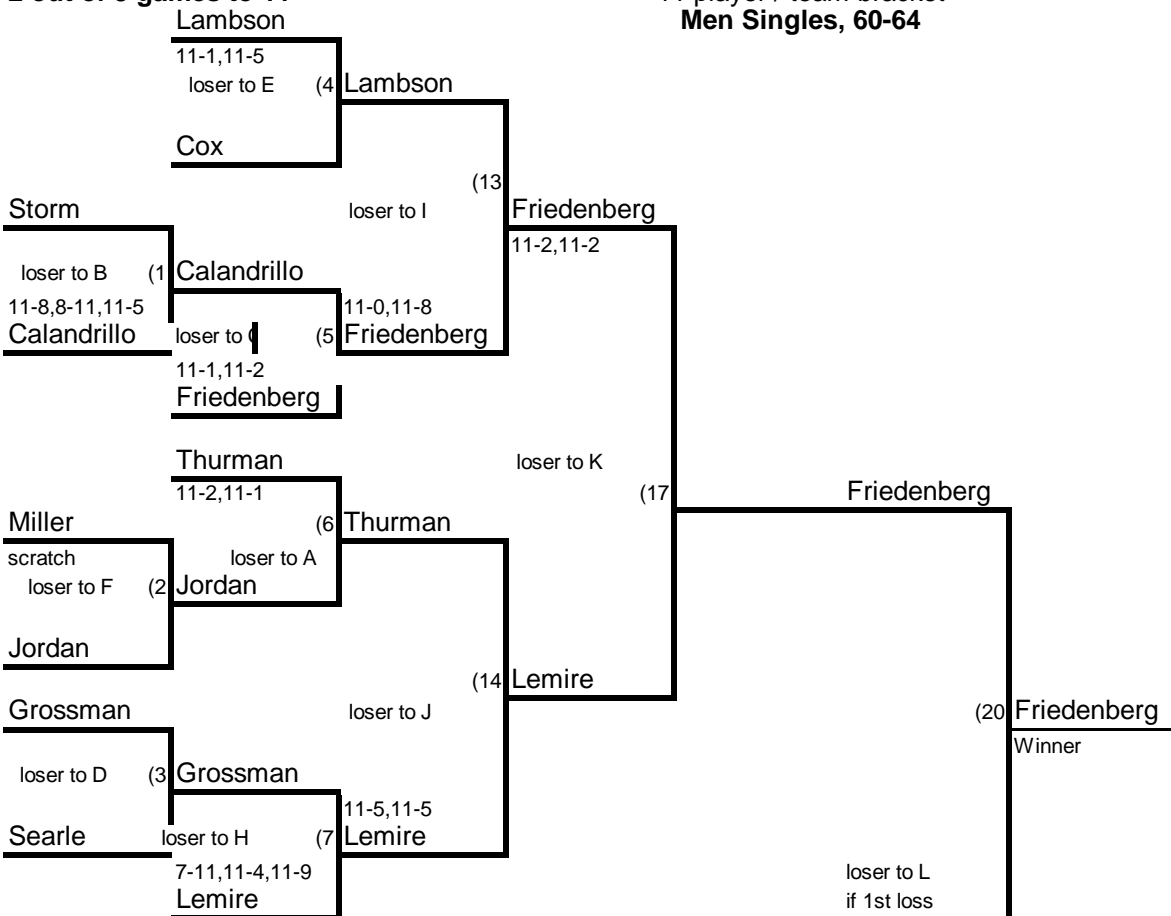 Lambson
Men Singles, 60-64
11-1,11-5
loser to E (4 Lambson
Cox
(13
Storm loser to I Friedenberg
11-2,11-2
loser to B (1 Calandrillo
11-8,8-11,11-5 11-0,11-8
Calandrillo loser to (5 Friedenberg
11-1,11-2
Friedenberg
Thurman loser to K
11-2,11-1 (17 Friedenberg
Miller (6 Thurman
scratch loser to A
loser to F (2 Jordan
Jordan
(14 Lemire
Grossman loser to J (20 Friedenberg
Winner
loser to D (3 Grossman
11-5,11-5
Searle loser to H (7 Lemire
7-11,11-4,11-9 loser to L
Lemire if 1st loss